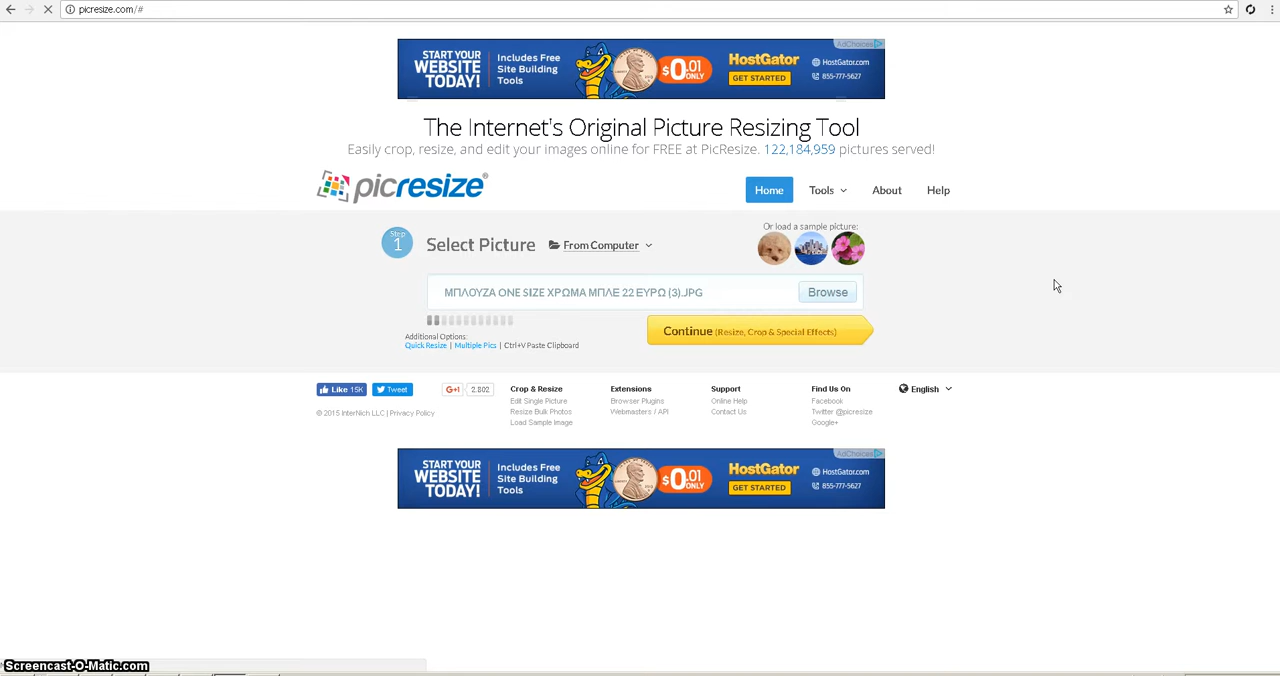 picresize.com/#
AdChoices
START YOUR WEBSITE TODAY!
Includes Free Site Building Tools
$0.01 ONLY
HostGator.com
GET STARTED
HostGator.com
855-777-5627
The Internet's Original Picture Resizing Tool
Easily crop, resize, and edit your images online for FREE at PicResize. 122,184,959 pictures served!
picresize®
Home Tools About Help
Step 1
Select Picture From Computer
Or load a sample picture:
ΜΠΛΟΥΖΑ ONE SIZE ΧΡΩΜΑ ΜΠΛΕ 22 ΕΥΡΩ (3).JPG
Browse
Continue (Resize, Crop & Special Effects)
Additional Options:
Quick Resize | Multiple Pics | Ctrl+V Paste Clipboard
Like 15K Tweet G+1 2,802
© 2015 InterNich LLC | Privacy Policy
Crop & Resize
Edit Single Picture
Resize Bulk Photos
Load Sample Image
Extensions
Browser Plugins
Webmasters / API
Support
Online Help
Contact Us
Find Us On
Facebook
Twitter @picresize
Google+
English
AdChoices
START YOUR WEBSITE TODAY!
Includes Free Site Building Tools
$0.01 ONLY
HostGator
GET STARTED
HostGator.com
855-777-5627
Screencast-O-Matic.com